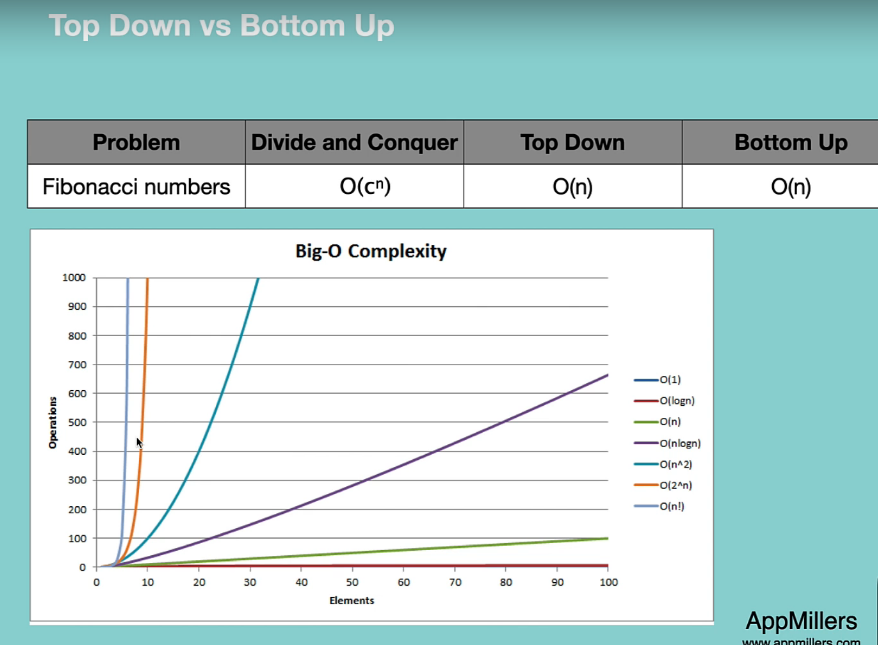 Top Down vs Bottom Up
Problem Divide and Conquer Top Down Bottom Up
Fibonacci numbers O(cⁿ) O(n) O(n)
Big-O Complexity
1000
900
800
700
600
500
400
300
200
100
0
Operations
0 10 20 30 40 50 60 70 80 90 100
Elements
O(1)
O(logn)
O(n)
O(nlogn)
O(n^2)
O(2^n)
O(n!)
AppMillers
www.appmillers.com